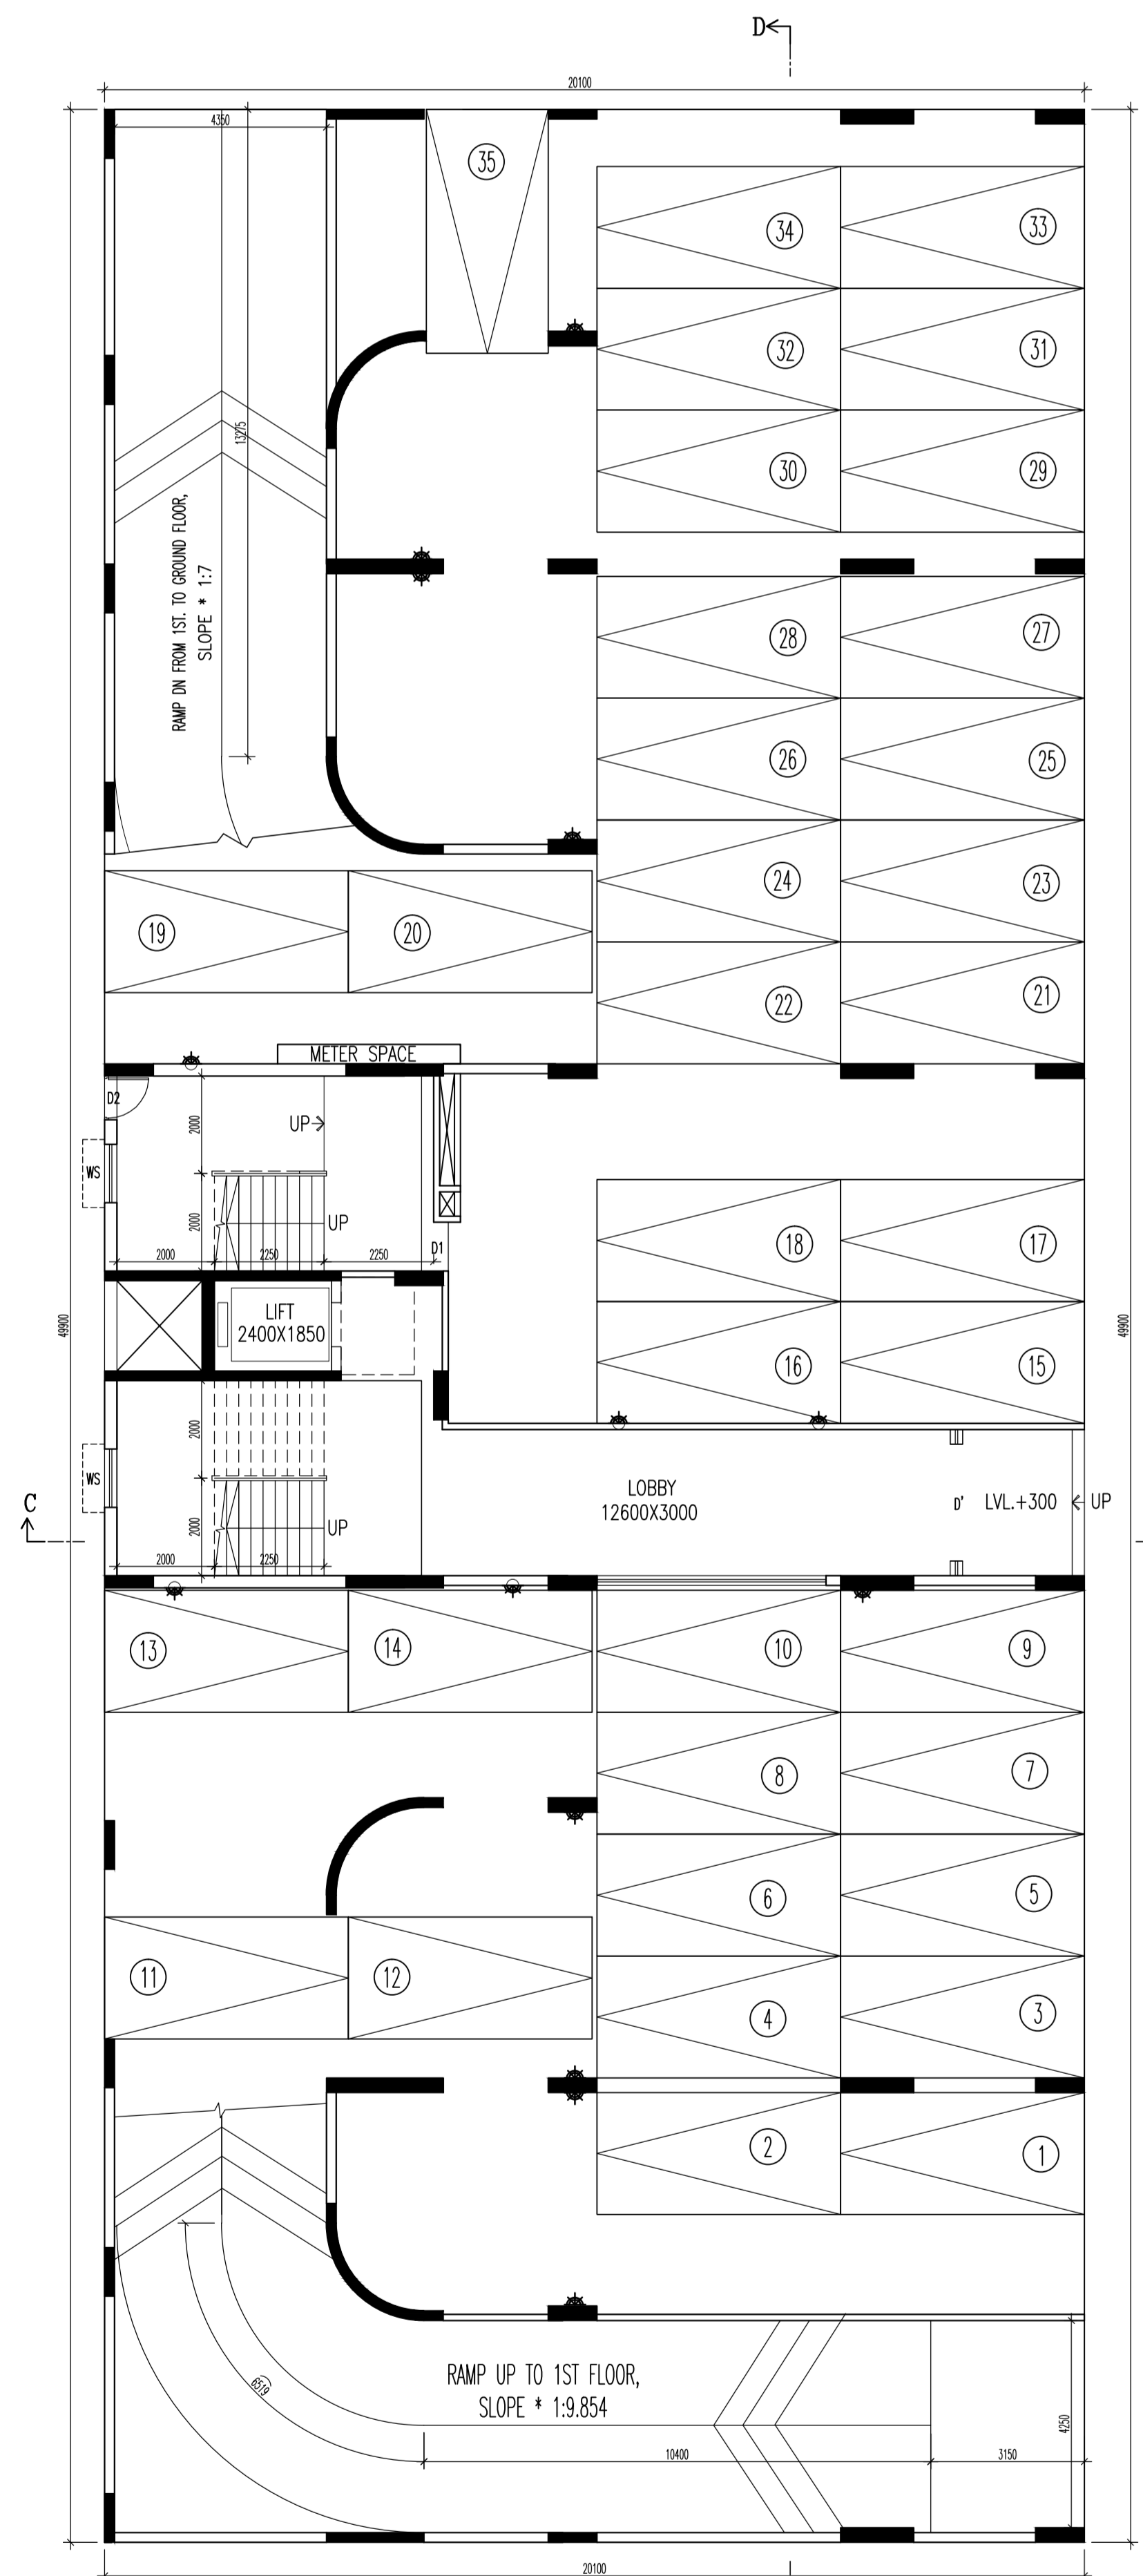 D
20100
4350
35
34
33
32
31
13275
30
29
RAMP DN FROM 1ST. TO GROUND FLOOR,
SLOPE * 1:7
28
27
26
25
24
23
19
20
22
21
METER SPACE
D2
2000
UP
WS
2000
UP
2000
2250
2250
D1
18
17
LIFT
2400X1850
49900
49900
16
15
2000
WS
LOBBY
12600X3000
D'
LVL.+300
UP
C
2000
UP
2000
2250
13
14
10
9
8
7
6
5
11
12
4
3
2
1
RAMP UP TO 1ST FLOOR,
SLOPE * 1:9.854
6519
4250
10400
3150
20100